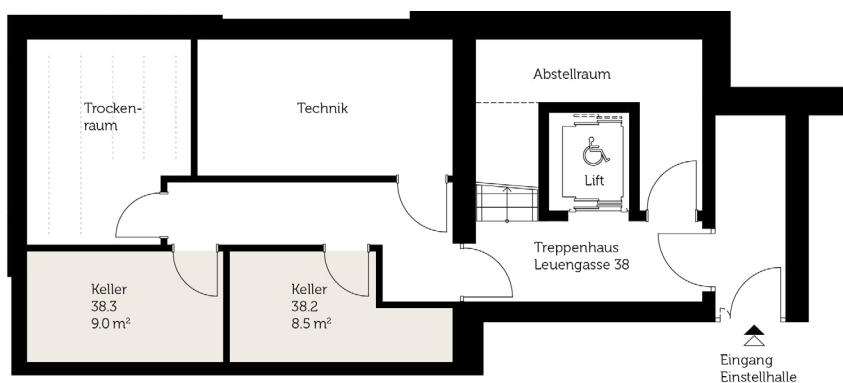 Abstellraum
Trocken-
raum
Technik
Lift
Treppenhaus
Leuengasse 38
Keller
38.3
9.0 m²
Keller
38.2
8.5 m²
Eingang
Einstellhalle